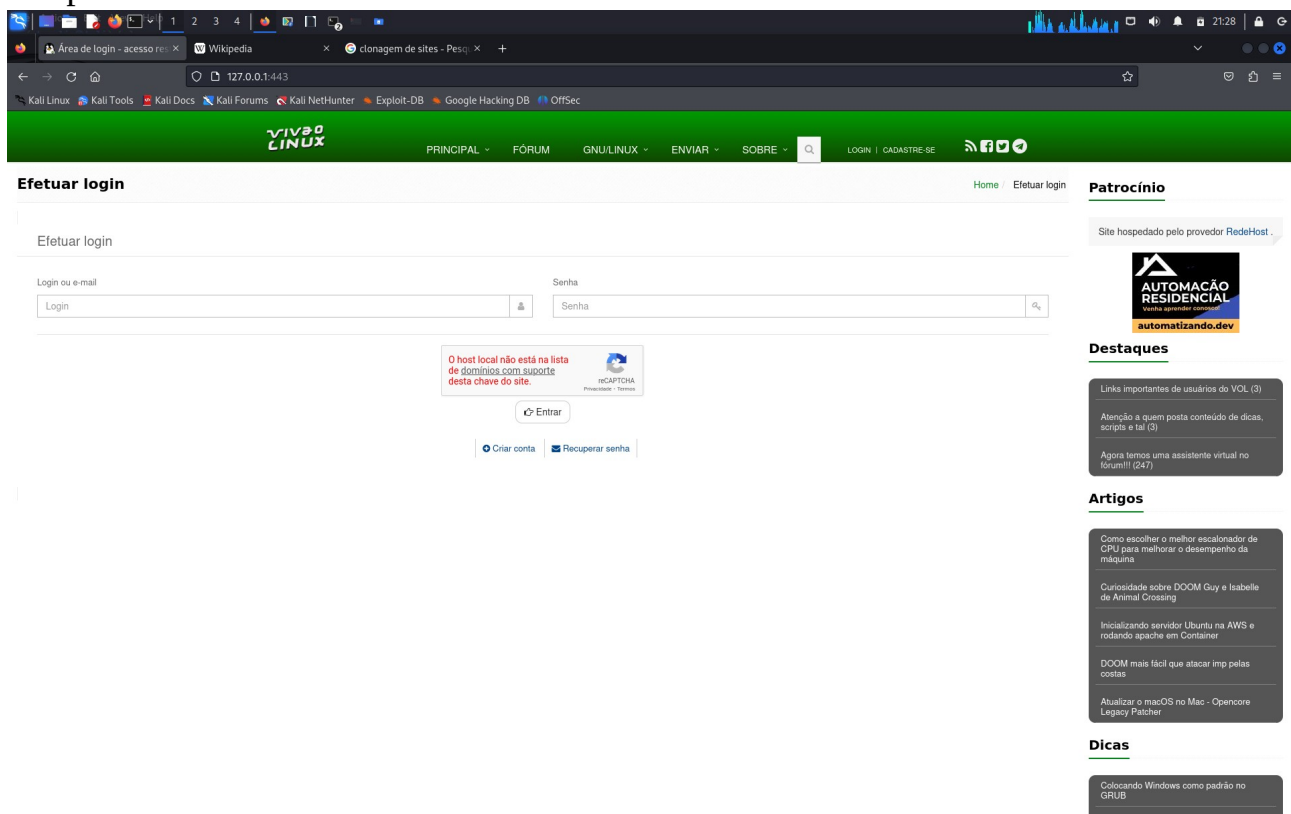 1 2 3 4
21:28
Área de login - acesso res
Wikipedia
clonagem de sites - Pesq
127.0.0.1:443
Kali Linux Kali Tools Kali Docs Kali Forums Kali NetHunter Exploit-DB Google Hacking DB OffSec
VIVAO
LINUX
PRINCIPAL FÓRUM GNU/LINUX ENVIAR SOBRE LOGIN | CADASTRE-SE
Efetuar login
Home / Efetuar login
Efetuar login
Login ou e-mail
Senha
Login
Senha
O host local não está na lista
de domínios com suporte
desta chave do site.
reCAPTCHA
Privacidade - Termos
Entrar
Criar conta
Recuperar senha
Patrocínio
Site hospedado pelo provedor RedeHost .
AUTOMAÇÃO
RESIDENCIAL
Venha aprender conosco!
automatizando.dev
Destaques
Links importantes de usuários do VOL (3)
Atenção a quem posta conteúdo de dicas,
scripts e tal (3)
Agora temos uma assistente virtual no
fórum!!! (247)
Artigos
Como escolher o melhor escalonador de
CPU para melhorar o desempenho da
máquina
Curiosidade sobre DOOM Guy e Isabelle
de Animal Crossing
Inicializando servidor Ubuntu na AWS e
rodando apache em Container
DOOM mais fácil que atacar imp pelas
costas
Atualizar o macOS no Mac - Opencore
Legacy Patcher
Dicas
Colocando Windows como padrão no
GRUB